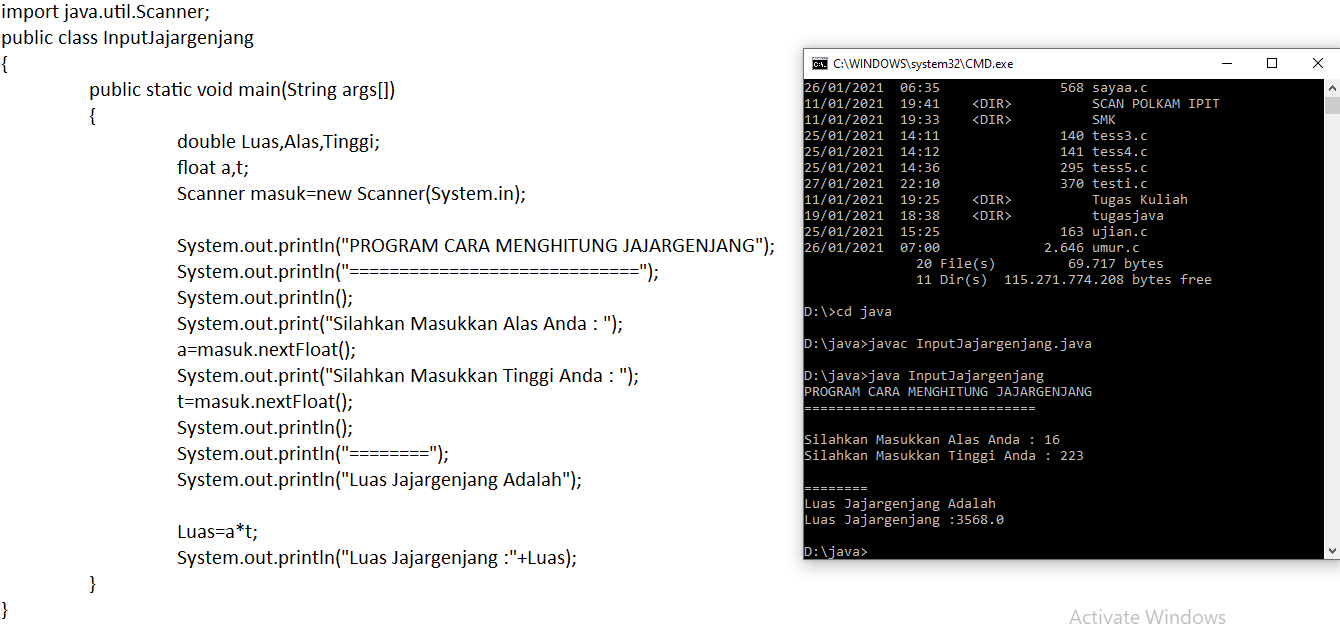 import java.util.Scanner;
public class InputJajargenjang
{
public static void main(String args[])
{
double Luas,Alas,Tinggi;
float a,t;
Scanner masuk=new Scanner(System.in);
System.out.println("PROGRAM CARA MENGHITUNG JAJARGENJANG");
System.out.println("=============================");
System.out.println();
System.out.print("Silahkan Masukkan Alas Anda : ");
a=masuk.nextFloat();
System.out.print("Silahkan Masukkan Tinggi Anda : ");
t=masuk.nextFloat();
System.out.println();
System.out.println("========");
System.out.println("Luas Jajargenjang Adalah");
Luas=a*t;
System.out.println("Luas Jajargenjang :"+Luas);
}
}
C:\WINDOWS\system32\CMD.exe
26/01/2021  06:35               568 sayaa.c
11/01/2021  19:41    <DIR>          SCAN POLKAM IPIT
11/01/2021  19:33    <DIR>          SMK
25/01/2021  14:11               140 tess3.c
25/01/2021  14:12               141 tess4.c
25/01/2021  14:36               295 tess5.c
27/01/2021  22:10               370 testi.c
11/01/2021  19:25    <DIR>          Tugas Kuliah
19/01/2021  18:38    <DIR>          tugasjava
25/01/2021  15:25               163 ujian.c
26/01/2021  07:00             2.646 umur.c
20 File(s)         69.717 bytes
11 Dir(s)  115.271.774.208 bytes free
D:\>cd java
D:\java>javac InputJajargenjang.java
D:\java>java InputJajargenjang
PROGRAM CARA MENGHITUNG JAJARGENJANG
=============================
Silahkan Masukkan Alas Anda : 16
Silahkan Masukkan Tinggi Anda : 223
========
Luas Jajargenjang Adalah
Luas Jajargenjang :3568.0
D:\java>
Activate Windows